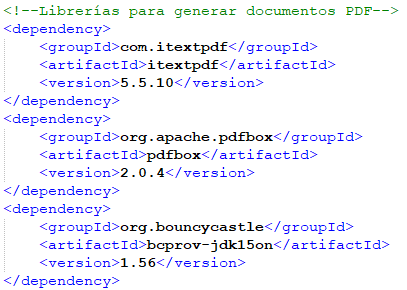 <!--Librerías para generar documentos PDF-->
<dependency>
    <groupId>com.itextpdf</groupId>
    <artifactId>itextpdf</artifactId>
    <version>5.5.10</version>
</dependency>
<dependency>
    <groupId>org.apache.pdfbox</groupId>
    <artifactId>pdfbox</artifactId>
    <version>2.0.4</version>
</dependency>
<dependency>
    <groupId>org.bouncycastle</groupId>
    <artifactId>bcprov-jdk15on</artifactId>
    <version>1.56</version>
</dependency>